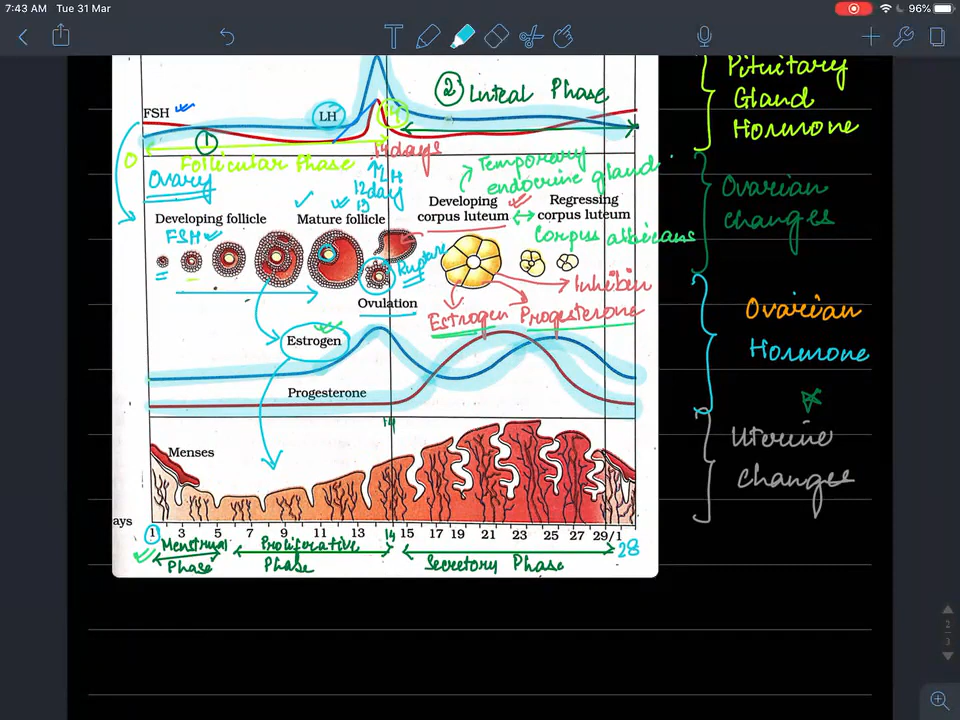 7:43 AM Tue 31 Mar
96%
Pituitary
Gland
Hormone
FSH
LH
14
2 Luteal Phase
1
0
Follicular Phase
14days
Ovary
LH
12day
13
Temporary
endocrine gland
Ovarian
changes
Developing follicle
Mature follicle
Developing
corpus luteum
Regressing
corpus luteum
FSH
Corpus albicans
Rupture
Ovulation
Inhibin
Estrogen Progesterone
Ovarian
Hormone
Estrogen
Progesterone
14
Uterine
changes
Menses
ays
1 3 5 7 9 11 13 14 15 17 19 21 23 25 27 29/1
28
Menstrual
Phase
Proliferative
Phase
Secretory Phase